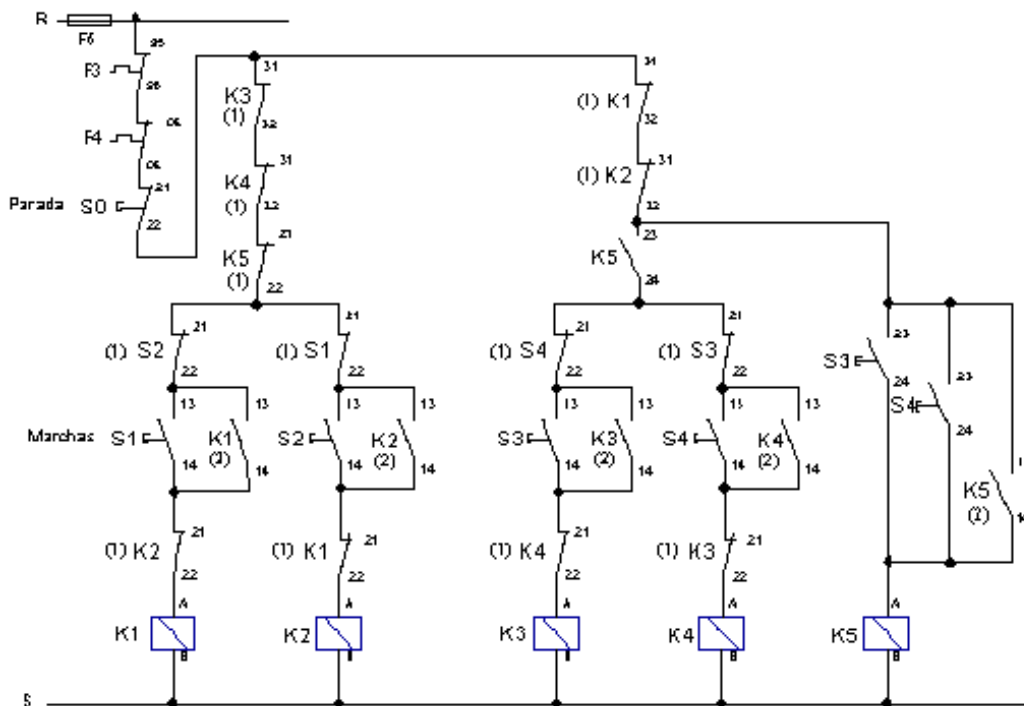 R
F6
95
F3
96
F4
21
Parada S0
22
31
K3
(1)
32
31
K4
(1)
32
21
K5
(1)
22
31
(1) K1
32
31
(1) K2
32
23
K5
24
21
(1) S2
22
21
(1) S1
22
21
(1) S4
22
21
(1) S3
22
23
S3
24
23
S4
24
K5
(2)
Marchas
13
S1
14
13
K1
(2)
14
13
S2
14
13
K2
(2)
14
13
S3
14
13
K3
(2)
14
13
S4
14
13
K4
(2)
14
21
(1) K2
22
21
(1) K1
22
21
(1) K4
22
21
(1) K3
22
A
K1
B
A
K2
A
K3
A
K4
B
A
K5
B
S